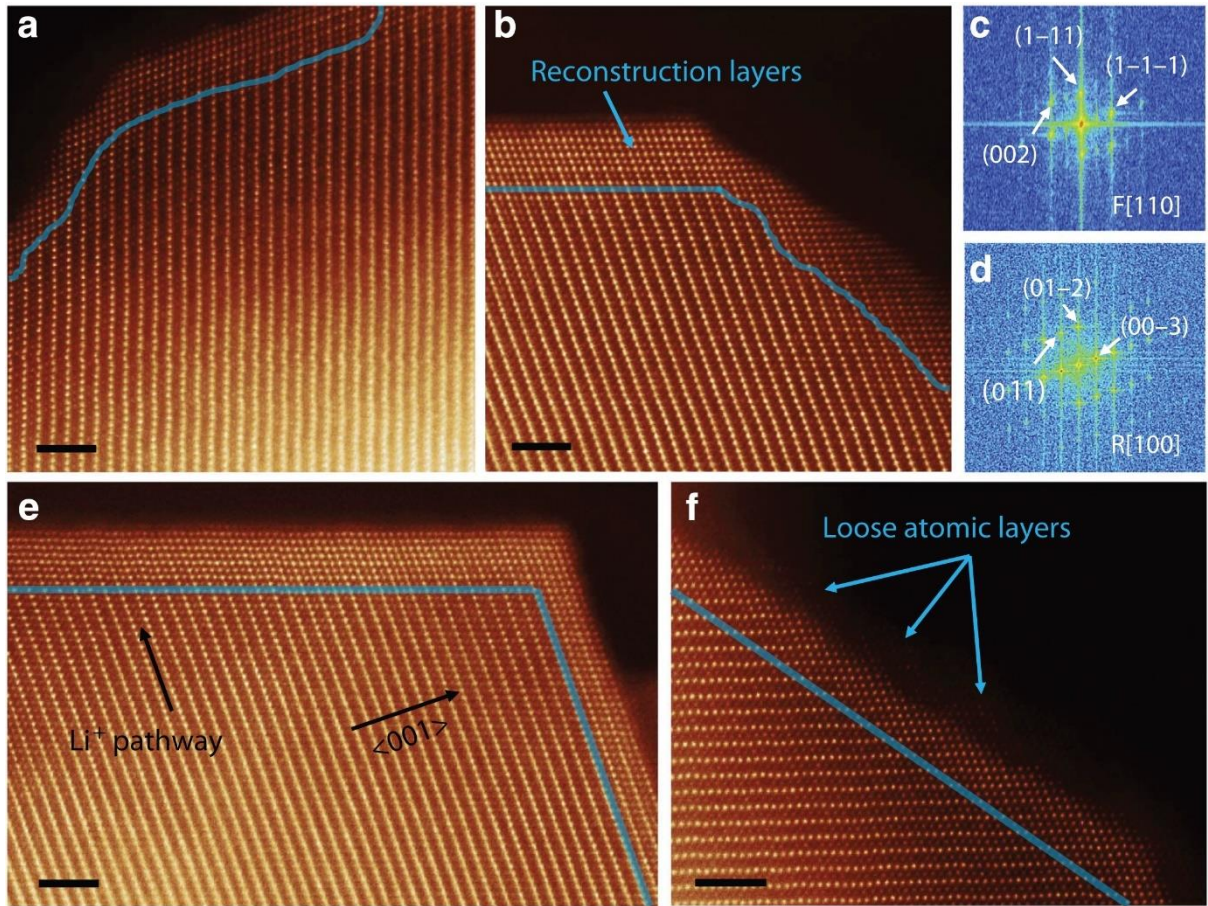 a
b
Reconstruction layers
c
(1–11)
(1–1–1)
(002)
F[110]
d
(01–2)
(00–3)
(011)
R[100]
e
Li⁺ pathway
<001>
f
Loose atomic layers